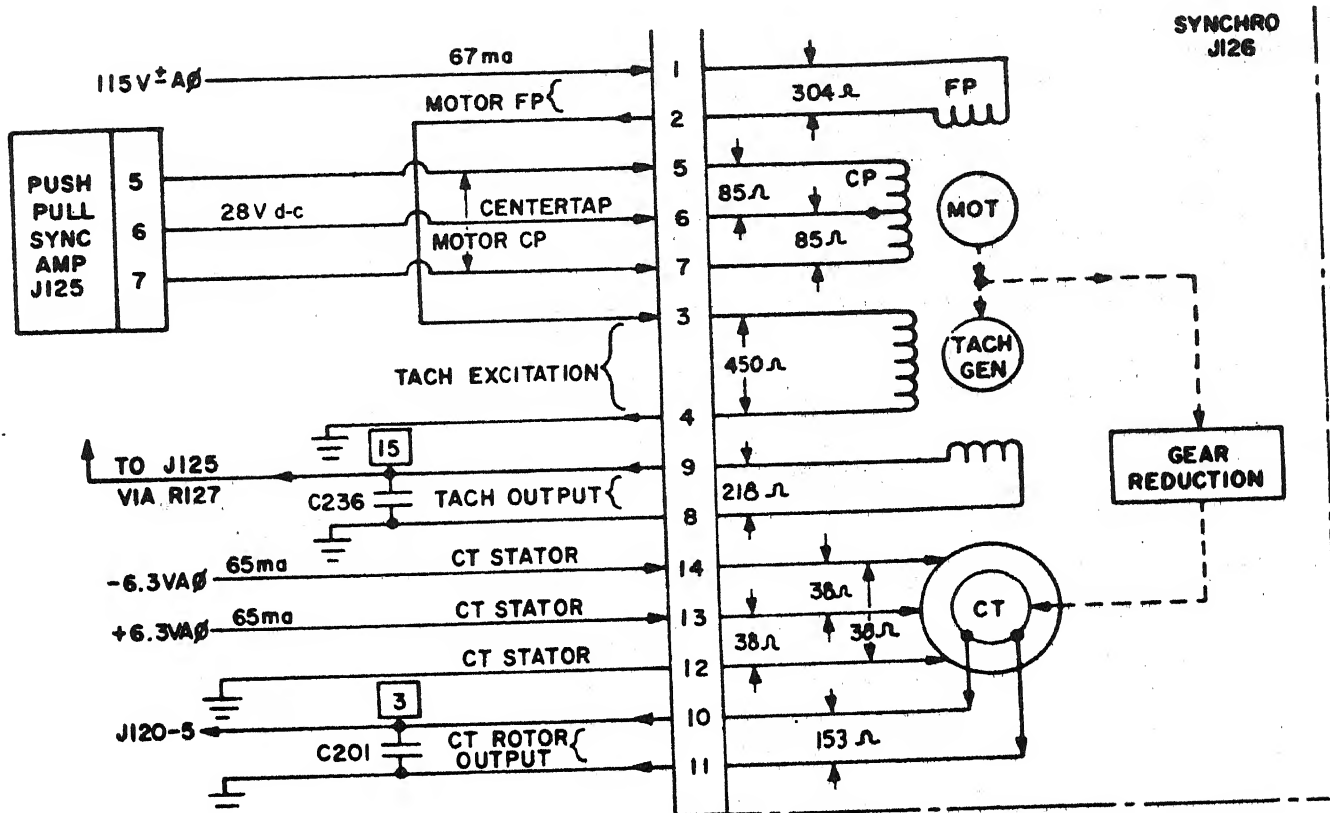 SYNCHRO
J126
115V±AØ
67ma
1
304Ω
FP
MOTOR FP
2
PUSH
PULL
SYNC
AMP
J125
5
6
7
28V d-c
CENTERTAP
MOTOR CP
5
6
7
85Ω
85Ω
CP
MOT
3
TACH EXCITATION
450Ω
TACH
GEN
4
15
TO J125
VIA R127
C236
TACH OUTPUT
9
218Ω
8
GEAR
REDUCTION
-6.3VAØ
65ma
CT STATOR
14
38Ω
+6.3VAØ
65ma
CT STATOR
13
38Ω
38Ω
CT
CT STATOR
12
3
J120-5
C201
CT ROTOR
OUTPUT
10
153Ω
11